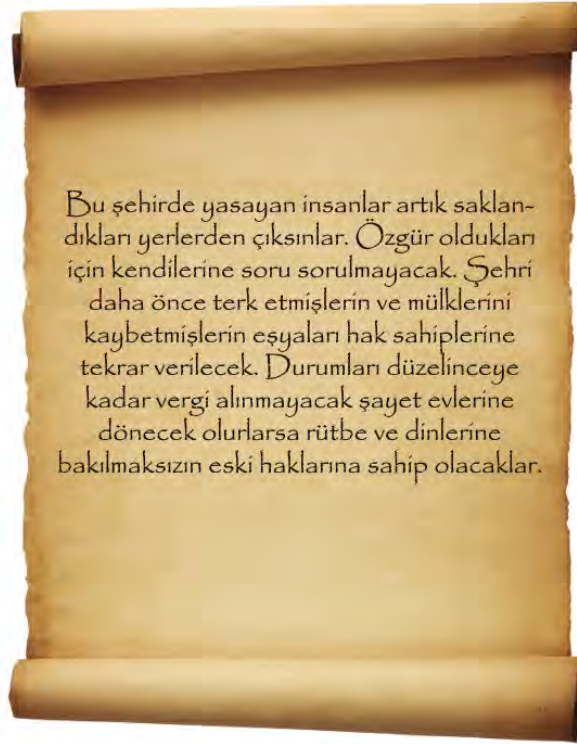 Bu şehirde yasayan insanlar artık saklan-
dıkları yerlerden çıksınlar. Özgür oldukları
için kendilerine soru sorulmayacak. Şehri
daha önce terk etmişlerin ve mülklerini
kaybetmişlerin eşyaları hak sahiplerine
tekrar verilecek. Durumları düzelinceye
kadar vergi alınmayacak şayet evlerine
dönecek olurlarsa rütbe ve dinlerine
bakılmaksızın eski haklarına sahip olacaklar.